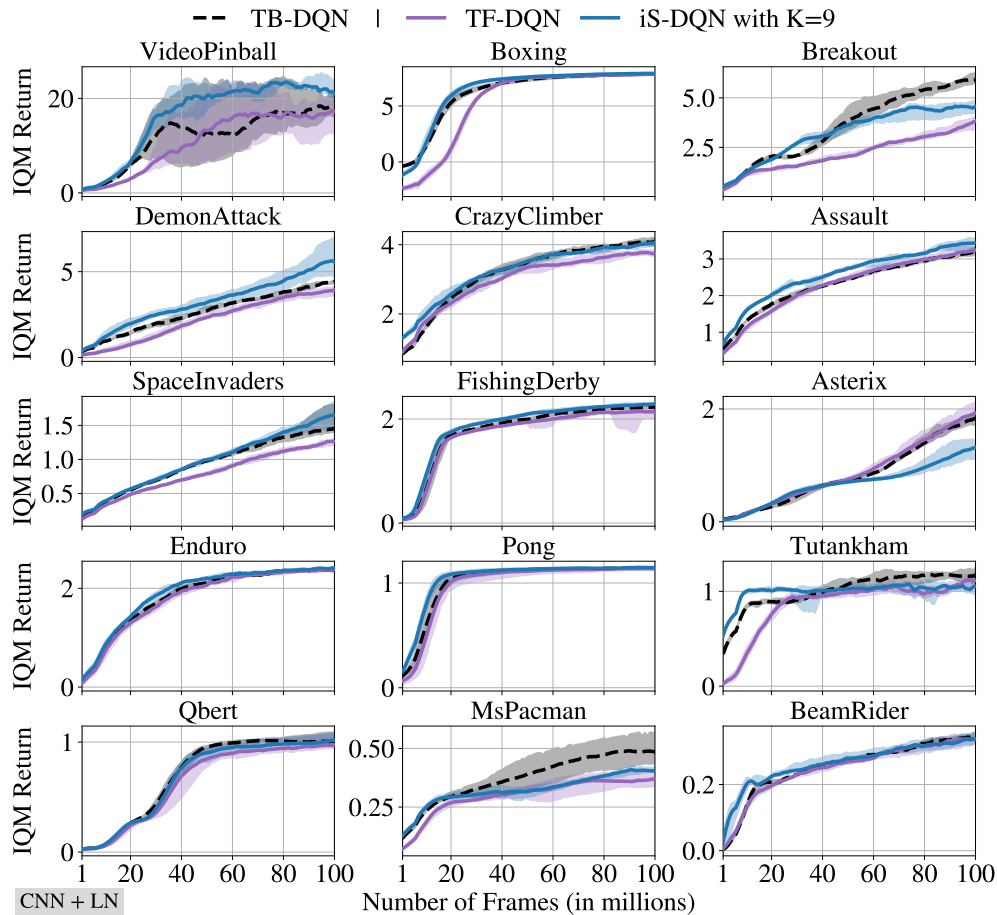 TB-DQN | TF-DQN iS-DQN with K=9
VideoPinball Boxing Breakout
IQM Return
20
0
5
0
5.0
2.5
DemonAttack CrazyClimber Assault
IQM Return
5
0
4
2
3
2
1
SpaceInvaders FishingDerby Asterix
IQM Return
1.5
1.0
0.5
2
0
2
0
Enduro Pong Tutankham
IQM Return
2
0
1
0
1
0
Qbert MsPacman BeamRider
IQM Return
1
0
0.50
0.25
0.2
0.0
1 20 40 60 80 100 1 20 40 60 80 100 1 20 40 60 80 100
CNN + LN
Number of Frames (in millions)